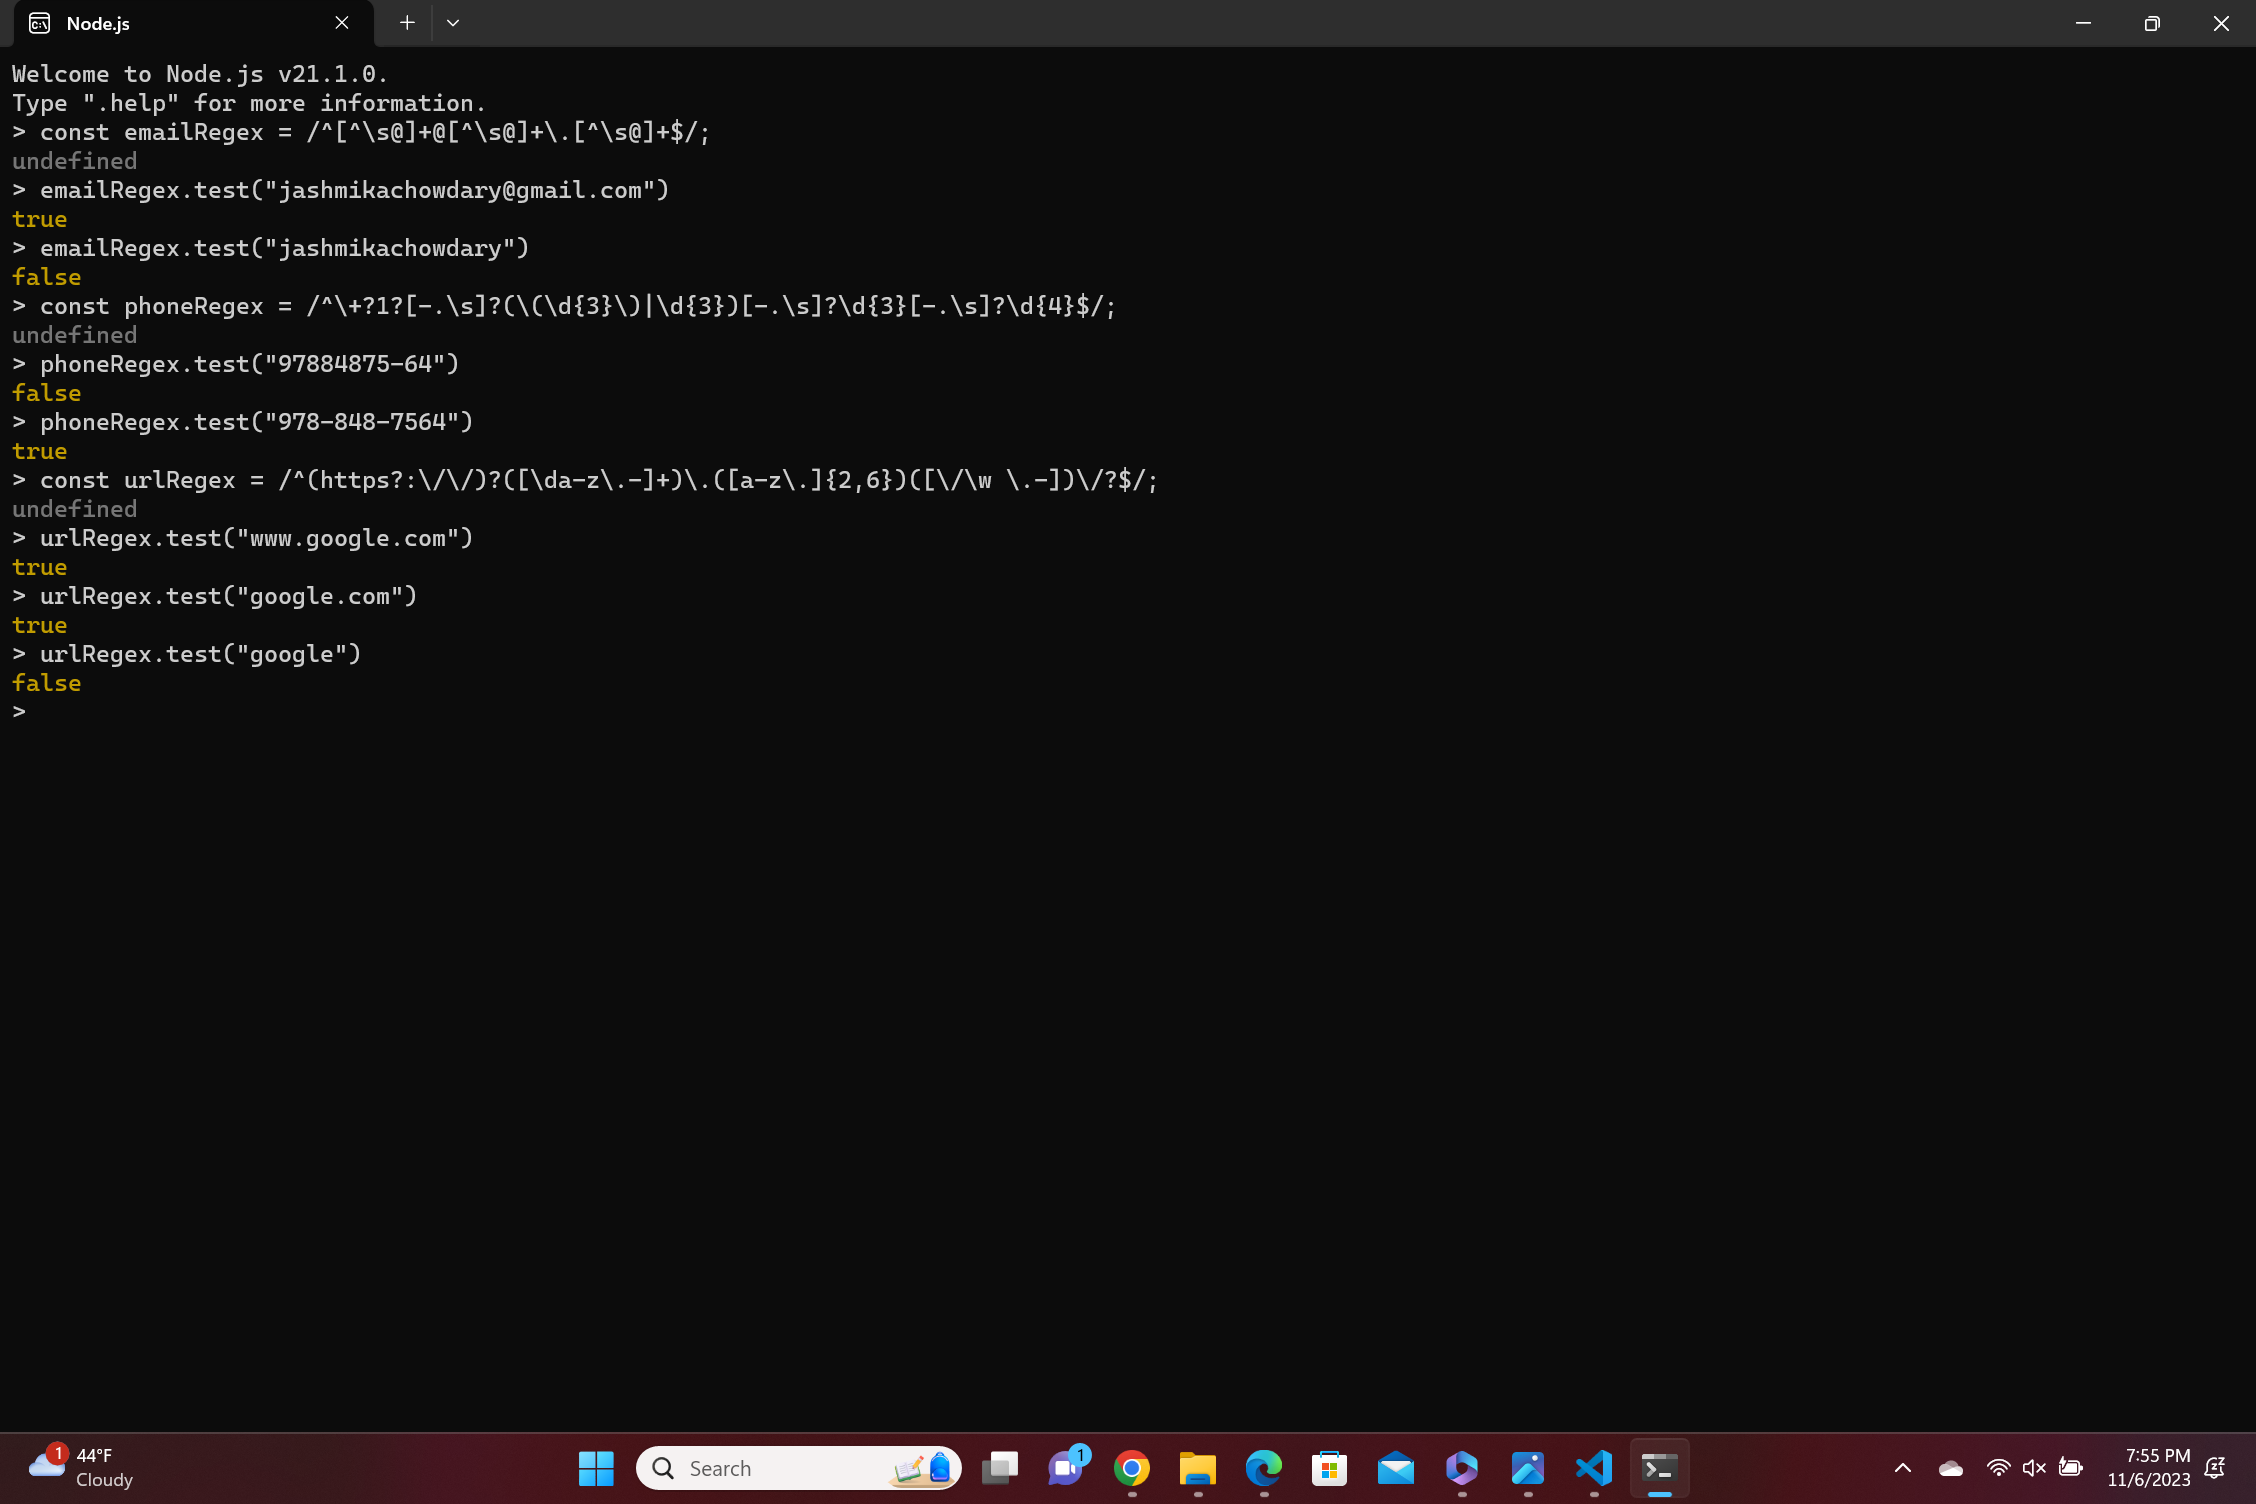 Node.js
Welcome to Node.js v21.1.0.
Type ".help" for more information.
> const emailRegex = /^[^\s@]+@[^\s@]+\.[^\s@]+$/;
undefined
> emailRegex.test("jashmikachowdary@gmail.com")
true
> emailRegex.test("jashmikachowdary")
false
> const phoneRegex = /^\+?1?[-.\s]?(\(\d{3}\)|\d{3})[-.\s]?\d{3}[-.\s]?\d{4}$/;
undefined
> phoneRegex.test("97884875-64")
false
> phoneRegex.test("978-848-7564")
true
> const urlRegex = /^(https?:\/\/)?([\da-z\.-]+)\.([a-z\.]{2,6})([\/\w \.-])\/?$/;
undefined
> urlRegex.test("www.google.com")
true
> urlRegex.test("google.com")
true
> urlRegex.test("google")
false
>
1
44°F
Cloudy
Search
1
7:55 PM
11/6/2023